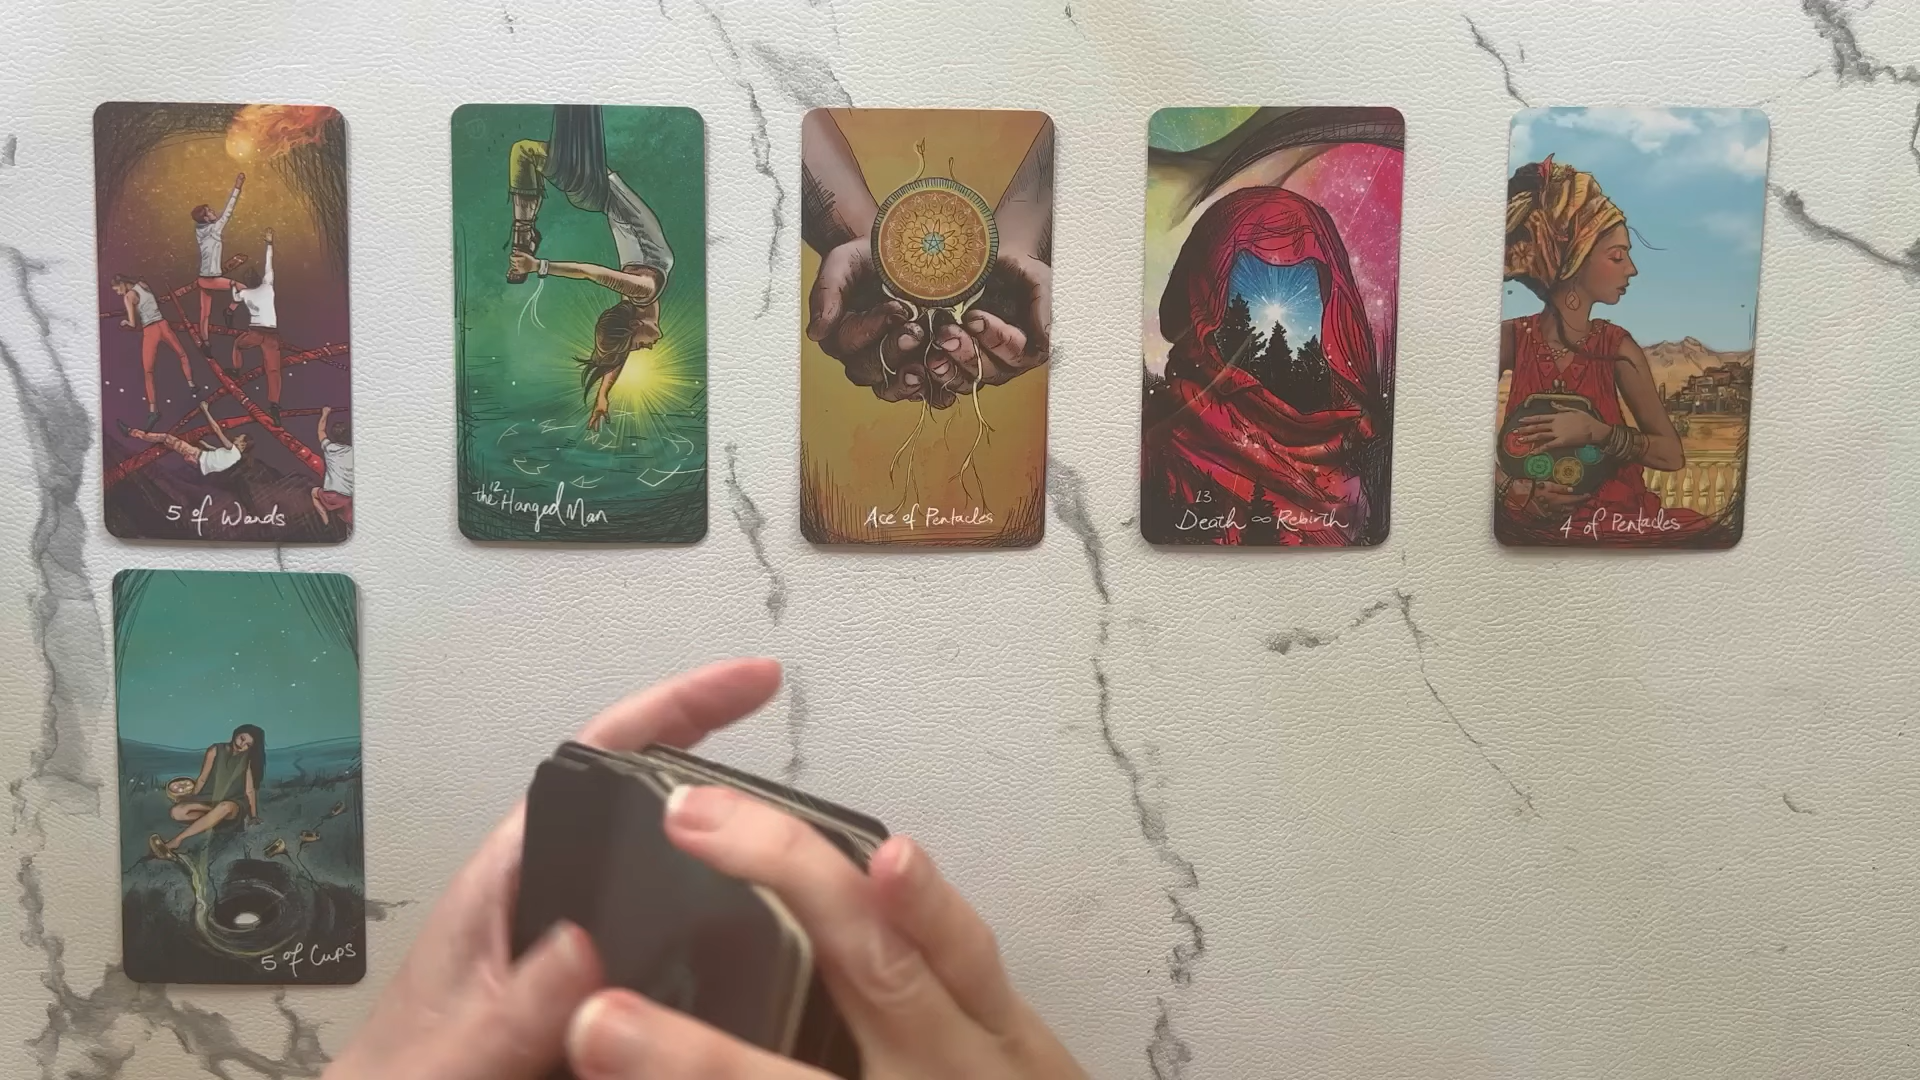 5 of Wands
the 12 Hanged Man
Ace of Pentacles
13
Death ∞ Rebirth
4 of Pentacles
5 of Cups